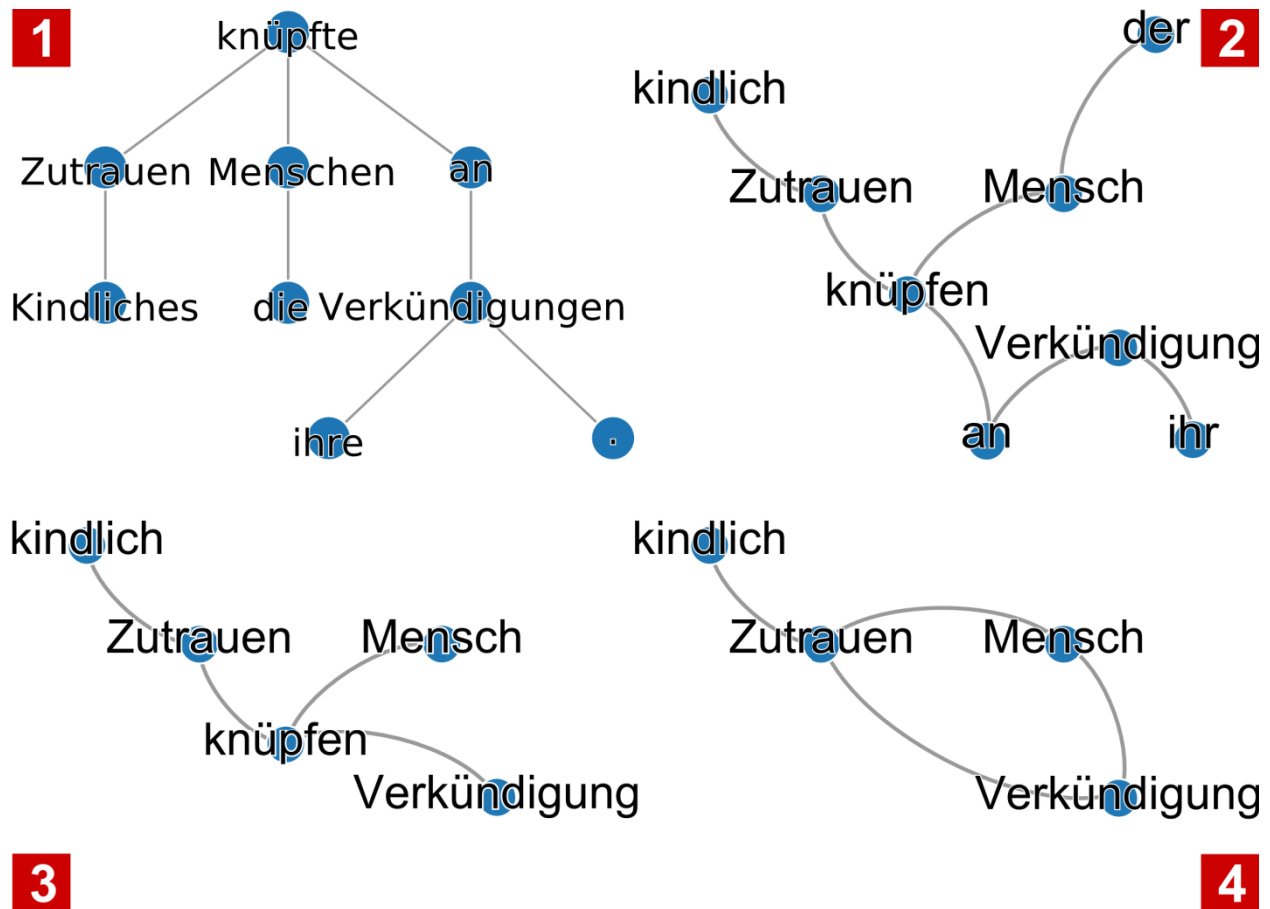 1
knüpfte
Zutrauen Menschen an
Kindliches die Verkündigungen
ihre .
2
der
kindlich
Zutrauen Mensch
knüpfen
Verkündigung
an ihr
kindlich
Zutrauen Mensch
knüpfen
Verkündigung
3
kindlich
Zutrauen Mensch
Verkündigung
4